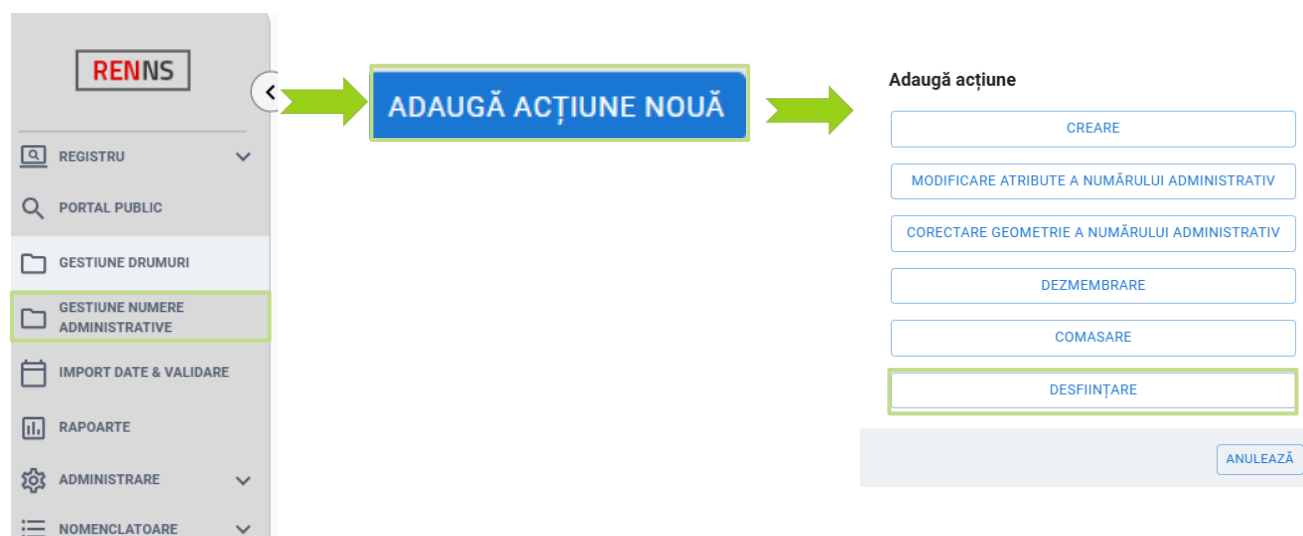 RENNS
REGISTRU
PORTAL PUBLIC
GESTIUNE DRUMURI
GESTIUNE NUMERE
ADMINISTRATIVE
IMPORT DATE & VALIDARE
RAPOARTE
ADMINISTRARE
NOMENCLATOARE
ADAUGĂ ACȚIUNE NOUĂ
Adaugă acțiune
CREARE
MODIFICARE ATRIBUTE A NUMĂRULUI ADMINISTRATIV
CORECTARE GEOMETRIE A NUMĂRULUI ADMINISTRATIV
DEZMEMBRARE
COMASARE
DESFIINȚARE
ANULEAZĂ